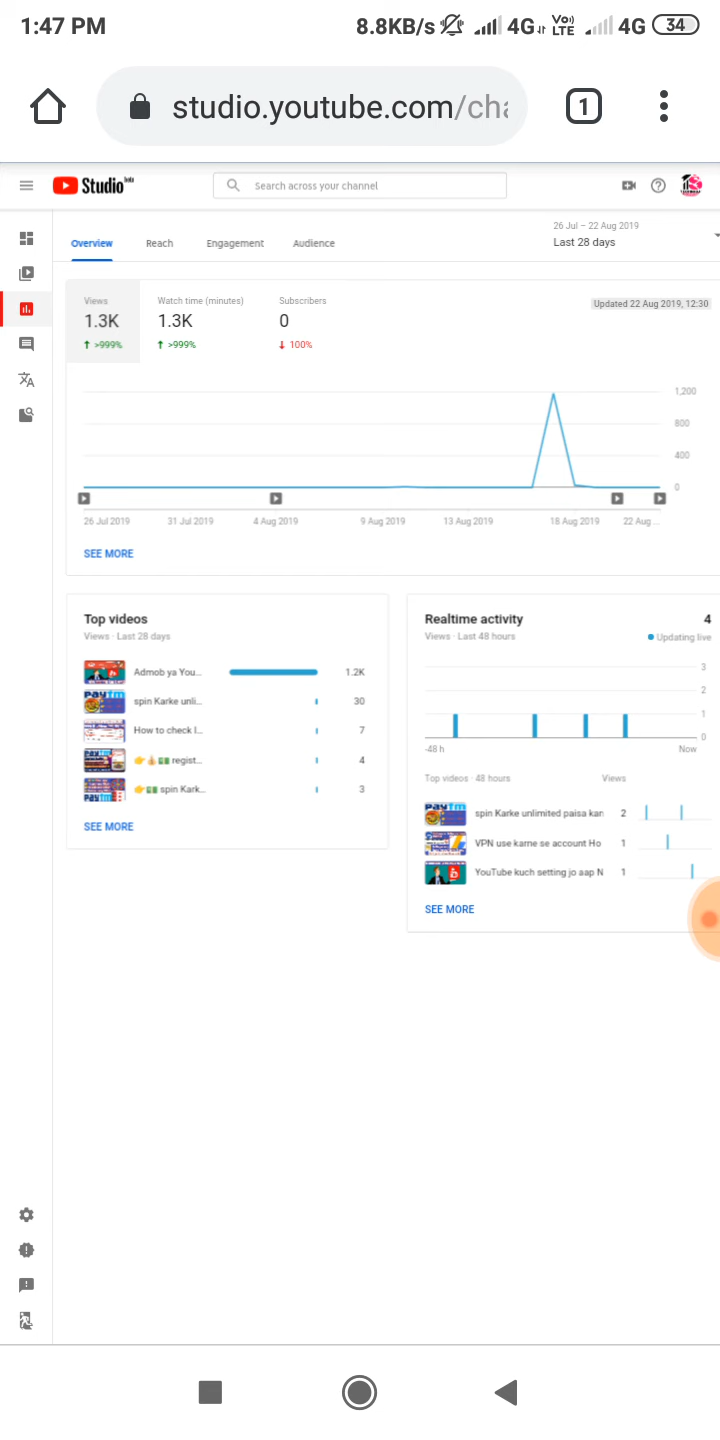 1:47 PM
8.8KB/s 4G Vo) LTE 4G 34
studio.youtube.com/cha
1
Studio beta
Search across your channel
26 Jul – 22 Aug 2019
Last 28 days
Overview Reach Engagement Audience
Updated 22 Aug 2019, 12:30
Views Watch time (minutes) Subscribers
1.3K 1.3K 0
>999% >999% 100%
1,200
800
400
0
26 Jul 2019 31 Jul 2019 4 Aug 2019 9 Aug 2019 13 Aug 2019 18 Aug 2019 22 Aug ...
SEE MORE
Top videos
Views · Last 28 days
Admob ya You... 1.2K
spin Karke unli... 30
How to check I... 7
👉👍💵 regist... 4
👉💵 spin Kark... 3
SEE MORE
Realtime activity 4
Views · Last 48 hours Updating live
3
2
1
0
-48 h Now
Top videos · 48 hours Views
paytm spin Karke unlimited paisa kan 2
VPN use karne se account Ho 1
YouTube kuch setting jo aap N 1
SEE MORE